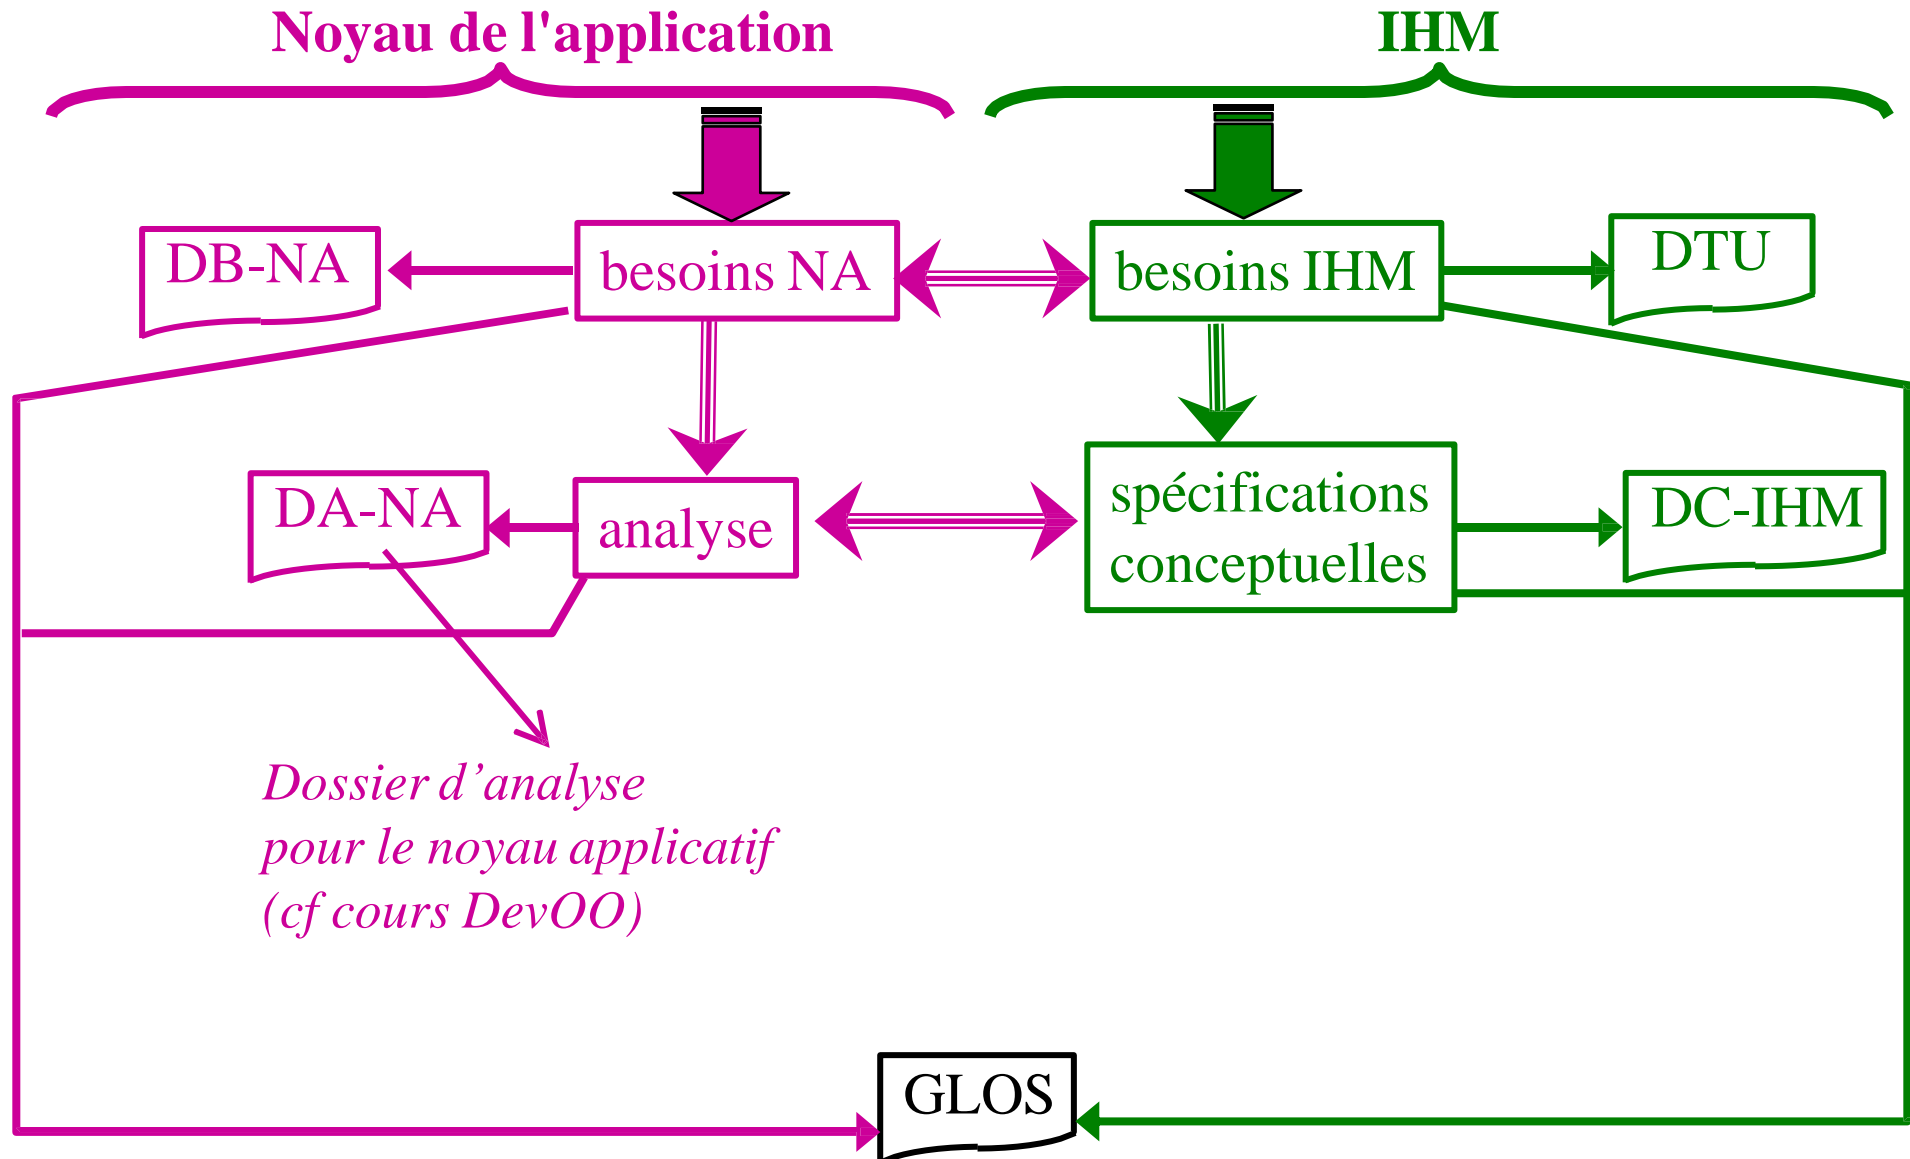 Noyau de l'application
IHM
DB-NA
besoins NA
besoins IHM
DTU
DA-NA
analyse
spécifications
conceptuelles
DC-IHM
Dossier d’analyse
pour le noyau applicatif
(cf cours DevOO)
GLOS